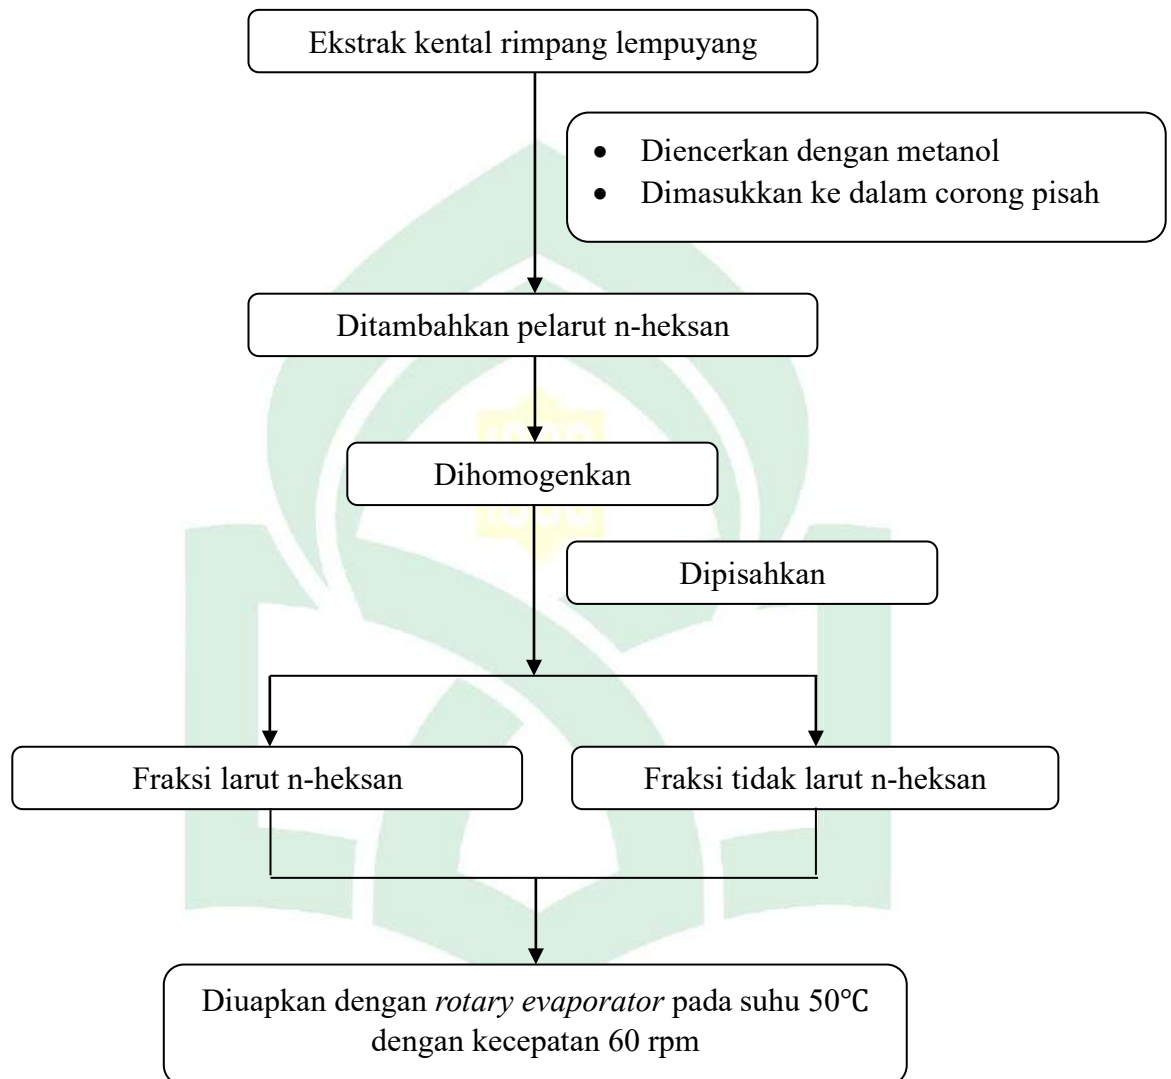 Ekstrak kental rimpang lempuyang
• Diencerkan dengan metanol
• Dimasukkan ke dalam corong pisah
Ditambahkan pelarut n-heksan
Dihomogenkan
Dipisahkan
Fraksi larut n-heksan
Fraksi tidak larut n-heksan
Diuapkan dengan rotary evaporator pada suhu 50℃
dengan kecepatan 60 rpm